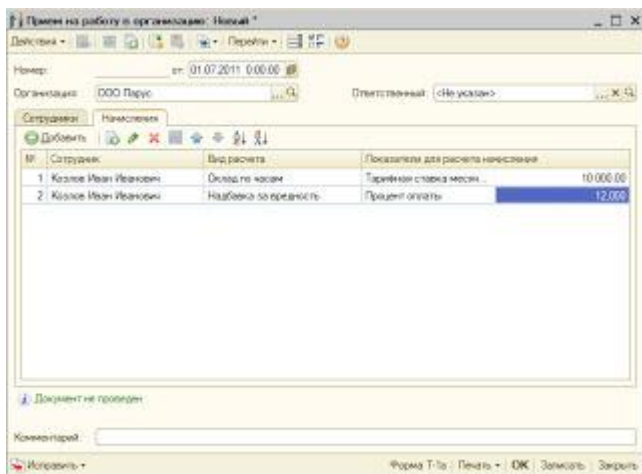 Прием на работу в организацию: Новый *
Действия Перейти
Номер: от: 01.07.2011 0:00:00
Организация: ООО Парус Ответственный: <Не указан>
Сотрудники Начисления
Добавить
№ Сотрудник Вид расчета Показатели для расчета начисления
1 Козлов Иван Иванович Оклад по часам Тарифная ставка месяч... 10 000.00
2 Козлов Иван Иванович Надбавка за вредность Процент оплаты 12,000
Документ не проведен
Комментарий:
Исправить Форма Т-1а Печать OK Записать Закрыть